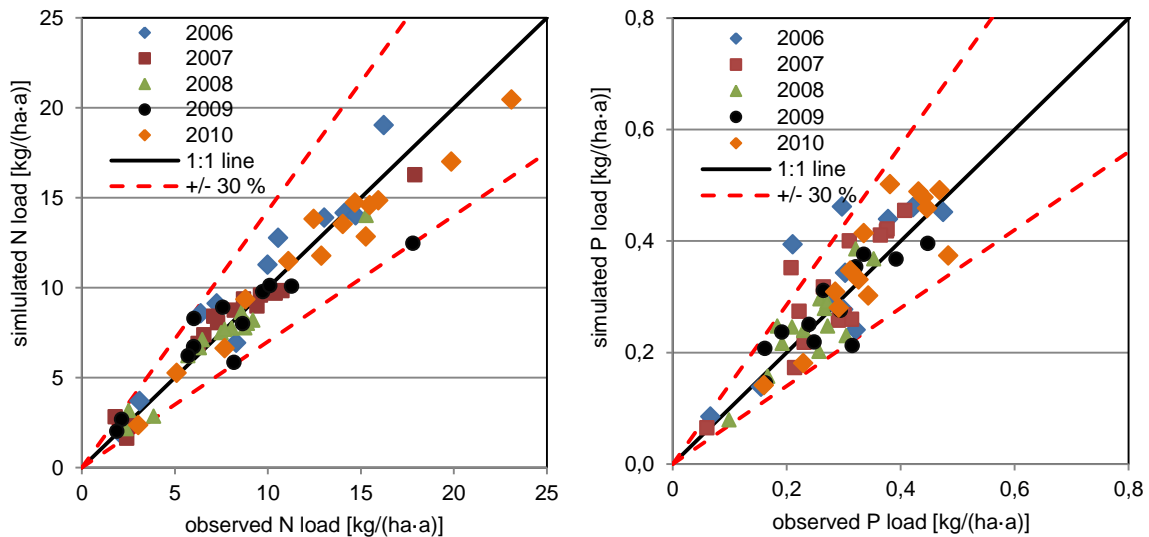 25
20
15
10
5
0
simulated N load [kg/(ha·a)]
2006
2007
2008
2009
2010
1:1 line
+/- 30 %
0 5 10 15 20 25
observed N load [kg/(ha·a)]
0,8
0,6
0,4
0,2
0,0
simulated P load [kg/(ha·a)]
2006
2007
2008
2009
2010
1:1 line
+/- 30 %
0 0,2 0,4 0,6 0,8
observed P load [kg/(ha·a)]